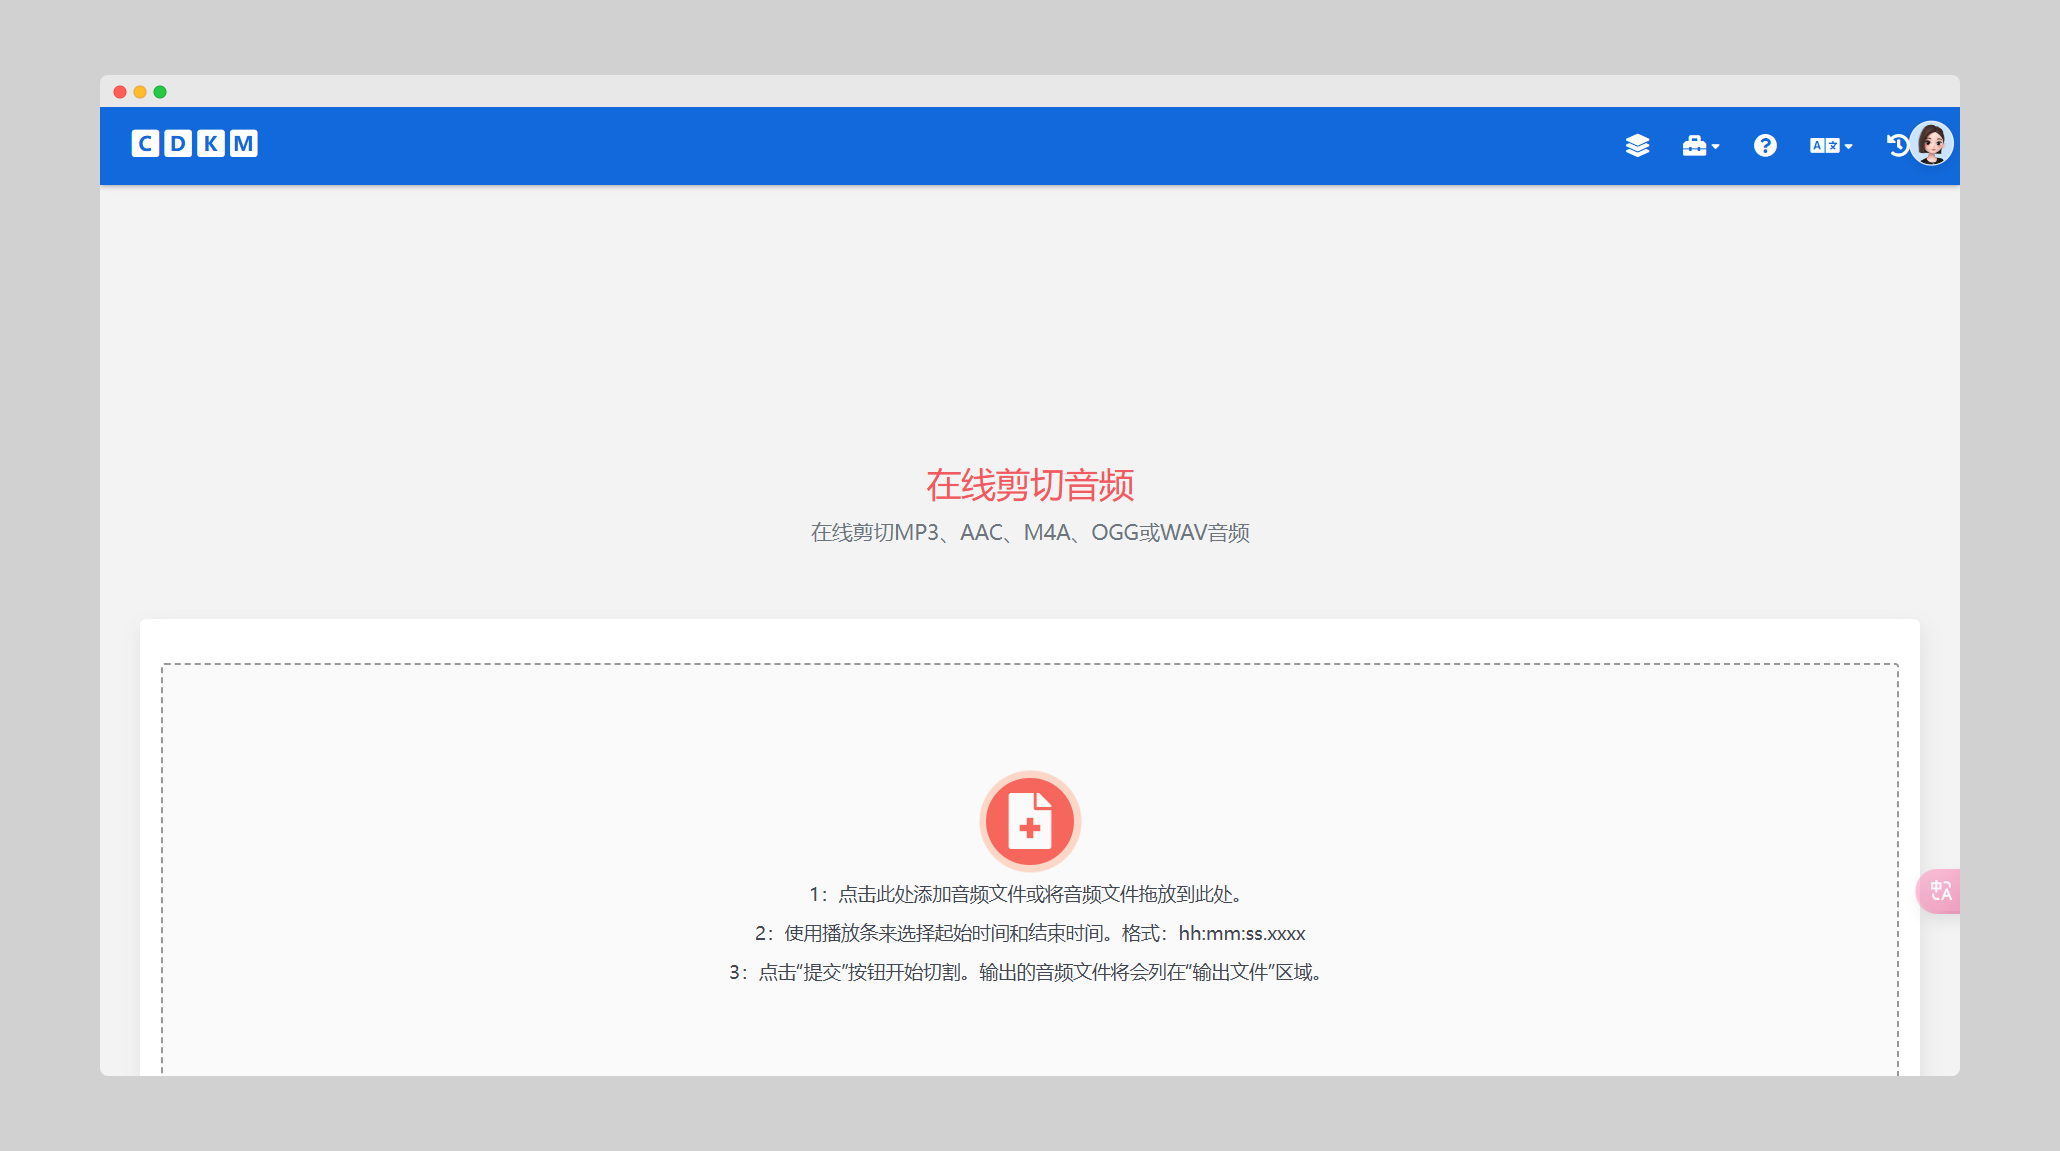 CDKM
A 文
在线剪切音频
在线剪切MP3、AAC、M4A、OGG或WAV音频
1：点击此处添加音频文件或将音频文件拖放到此处。
2：使用播放条来选择起始时间和结束时间。格式：hh:mm:ss.xxxx
中 A
3：点击“提交”按钮开始切割。输出的音频文件将会列在“输出文件”区域。